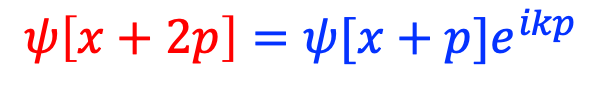 ψ[x + 2p] = ψ[x + p]e^{ikp}